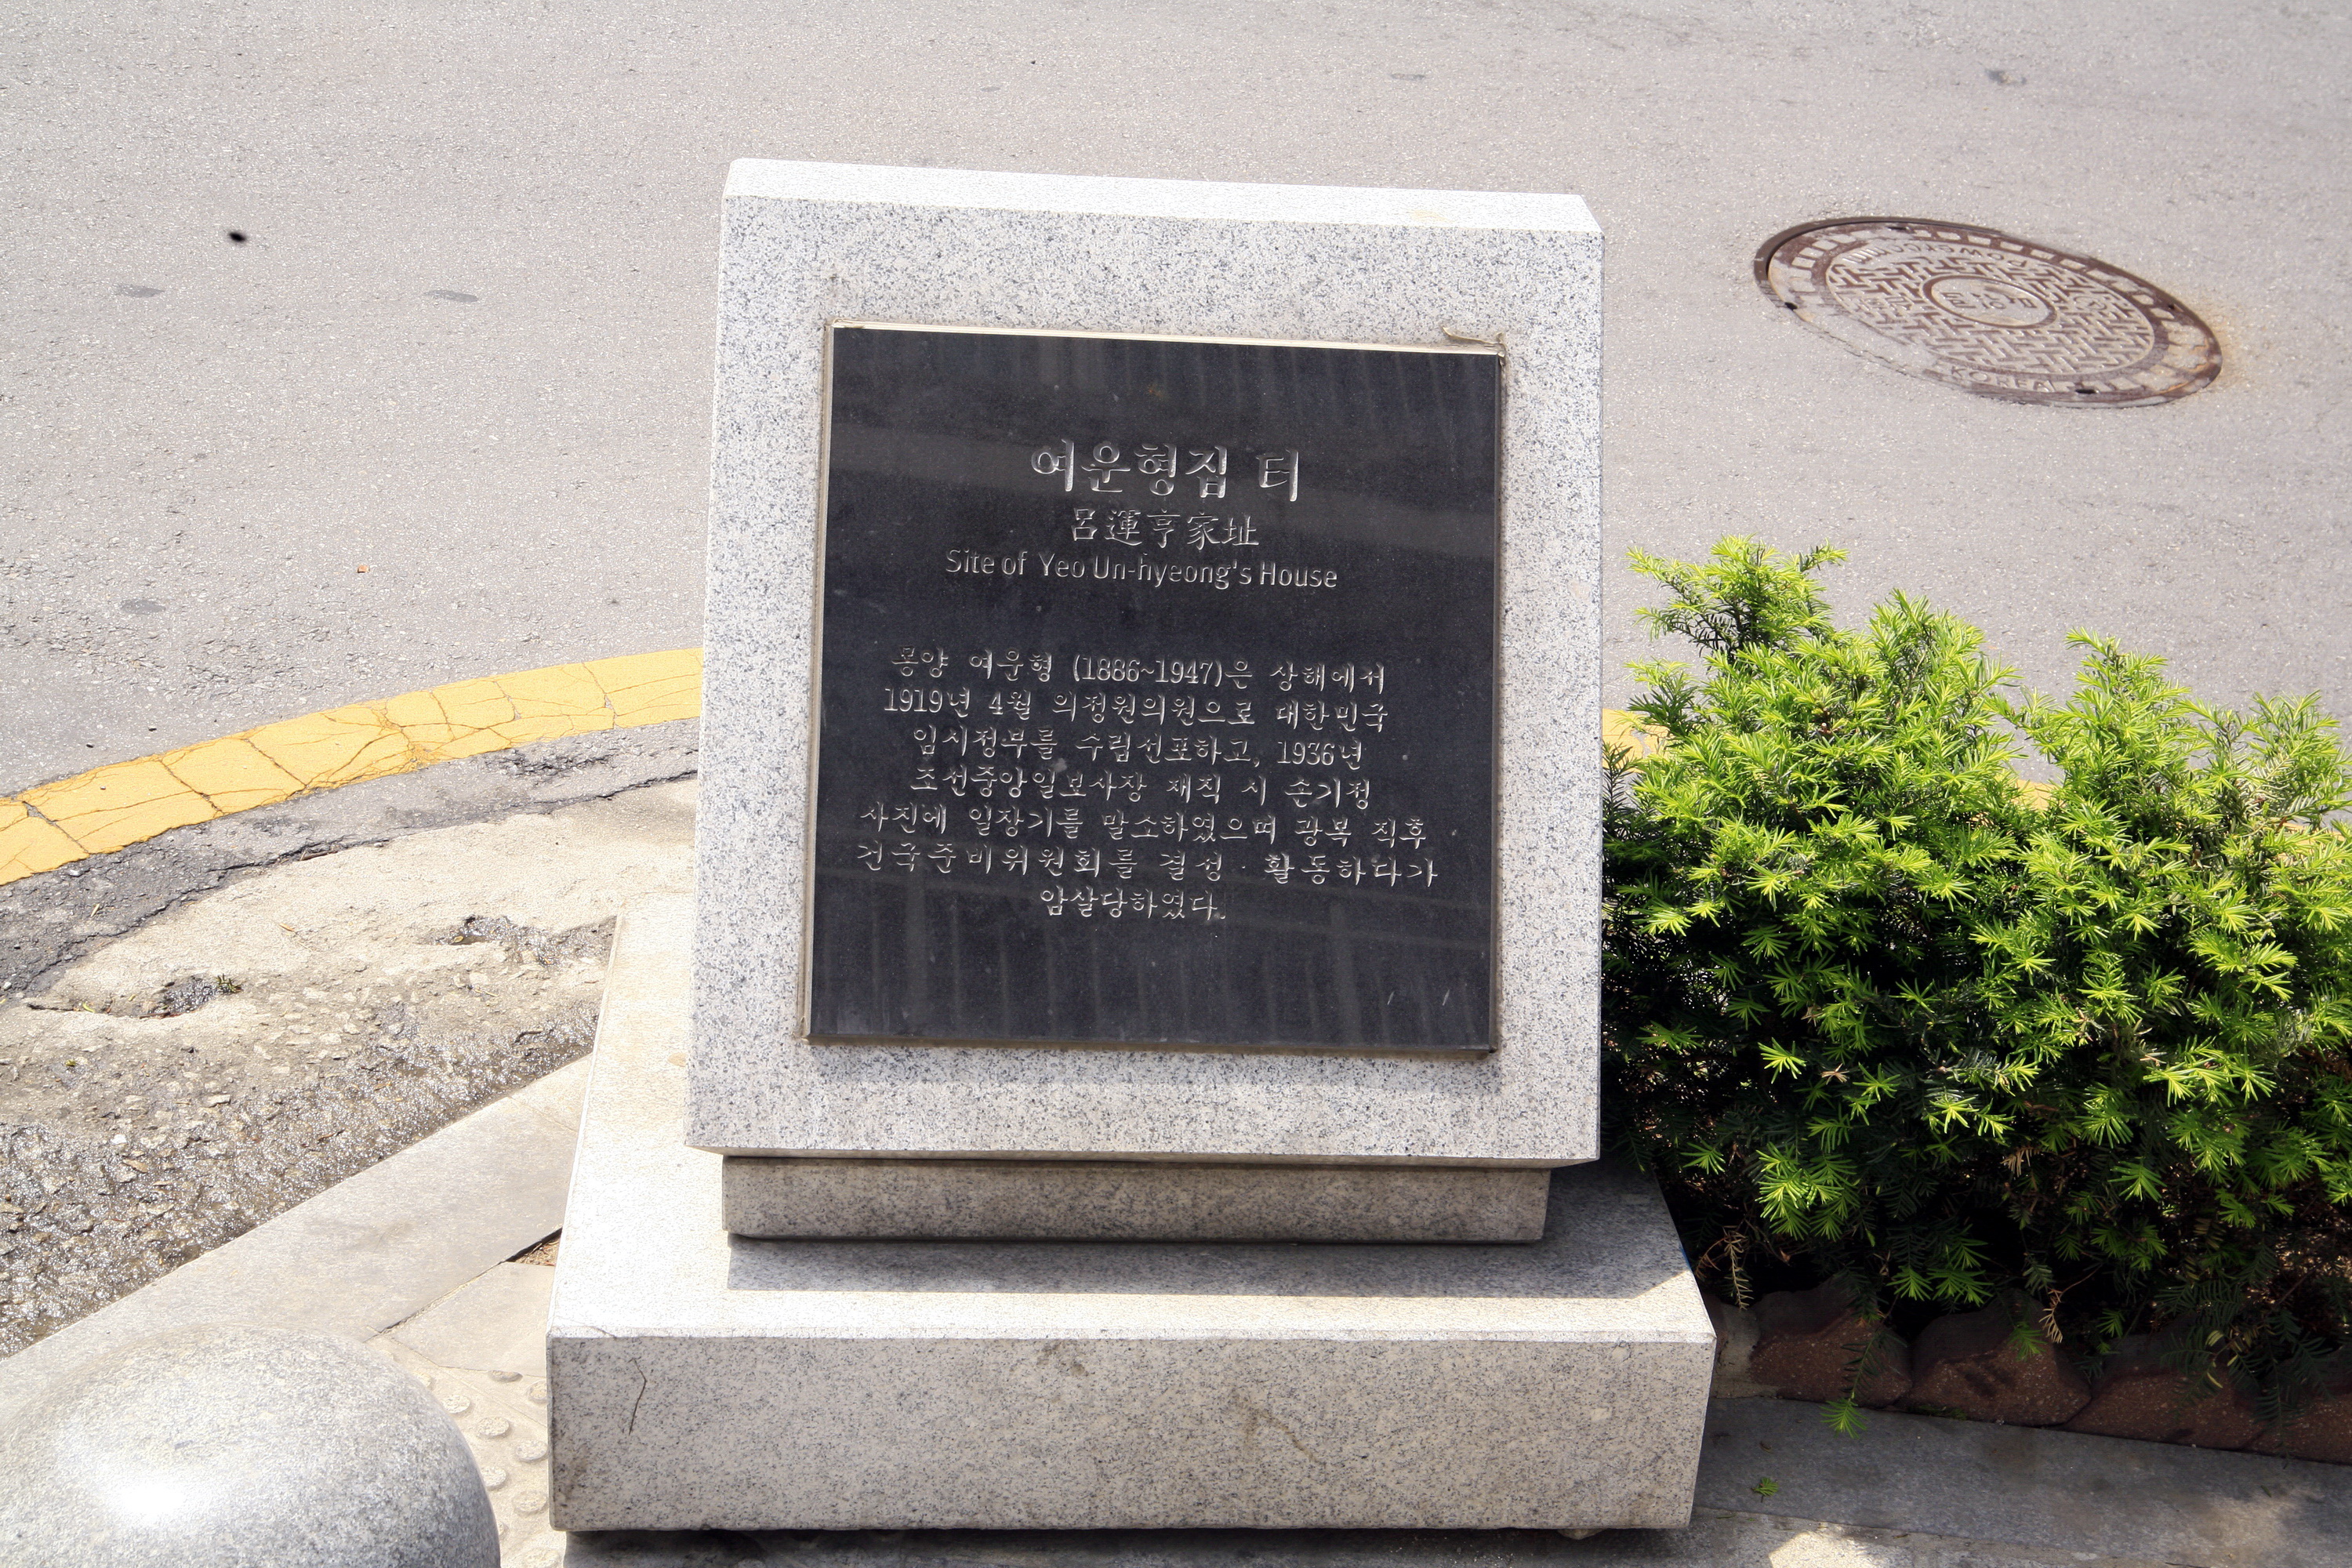 여운형집 터
呂運亨家址
Site of Yeo Un-hyeong's House
몽양 여운형 (1886~1947)은 상해에서
1919년 4월 의정원의원으로 대한민국
임시정부를 수립선포하고, 1936년
조선중앙일보사장 재직 시 손기정
사진에 일장기를 말소하였으며 광복 직후
건국준비위원회를 결성 · 활동하다가
암살당하였다.
KOREA